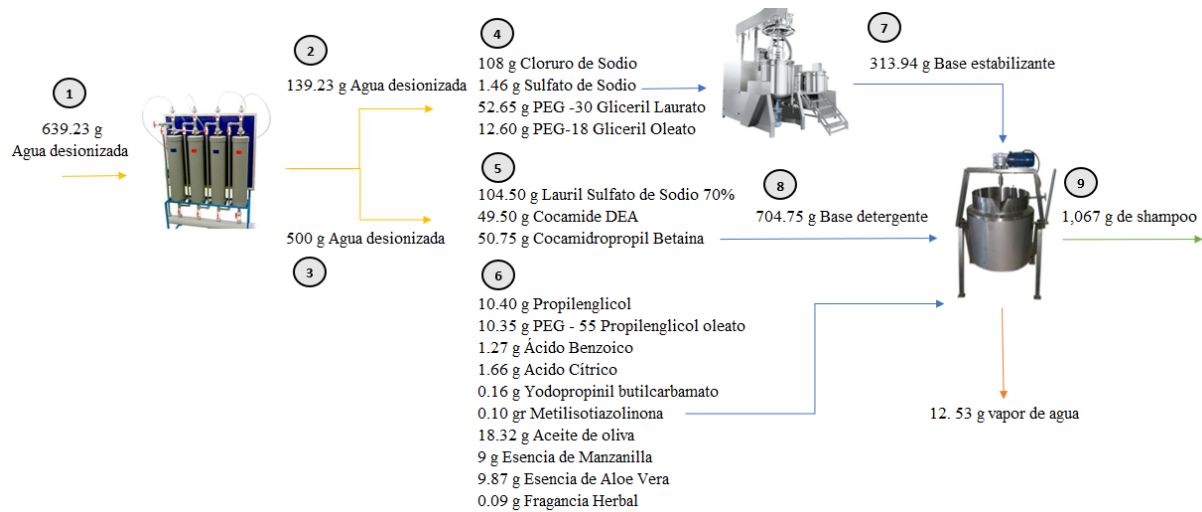 1
639.23 g
Agua desionizada
2
139.23 g Agua desionizada
500 g Agua desionizada
3
4
108 g Cloruro de Sodio
1.46 g Sulfato de Sodio
52.65 g PEG -30 Gliceril Laurato
12.60 g PEG-18 Gliceril Oleato
5
104.50 g Lauril Sulfato de Sodio 70%
49.50 g Cocamide DEA
50.75 g Cocamidropropil Betaina
6
10.40 g Propilenglicol
10.35 g PEG - 55 Propilenglicol oleato
1.27 g Ácido Benzoico
1.66 g Acido Cítrico
0.16 g Yodopropinil butilcarbamato
0.10 gr Metilisotiazolinona
18.32 g Aceite de oliva
9 g Esencia de Manzanilla
9.87 g Esencia de Aloe Vera
0.09 g Fragancia Herbal
7
313.94 g Base estabilizante
8
704.75 g Base detergente
9
1,067 g de shampoo
12. 53 g vapor de agua